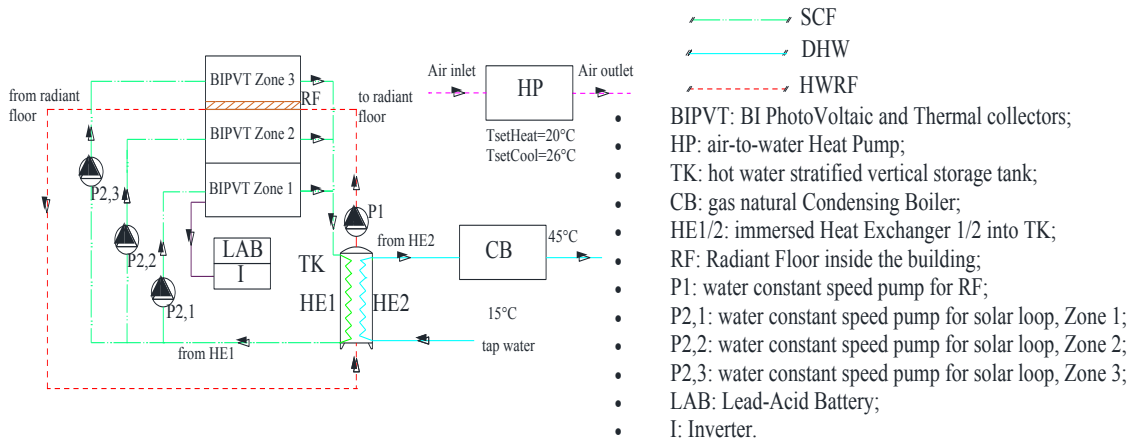 BIPVT Zone 3
from radiant
floor
RF
to radiant
floor
BIPVT Zone 2
P2,3
BIPVT Zone 1
P2,2
P2,1
P1
LAB
I
TK
HE1
HE2
from HE2
CB
45°C
15°C
tap water
from HE1
Air inlet
HP
Air outlet
TsetHeat=20°C
TsetCool=26°C
SCF
DHW
HWRF
• BIPVT: BI PhotoVoltaic and Thermal collectors;
• HP: air-to-water Heat Pump;
• TK: hot water stratified vertical storage tank;
• CB: gas natural Condensing Boiler;
• HE1/2: immersed Heat Exchanger 1/2 into TK;
• RF: Radiant Floor inside the building;
• P1: water constant speed pump for RF;
• P2,1: water constant speed pump for solar loop, Zone 1;
• P2,2: water constant speed pump for solar loop, Zone 2;
• P2,3: water constant speed pump for solar loop, Zone 3;
• LAB: Lead-Acid Battery;
• I: Inverter.